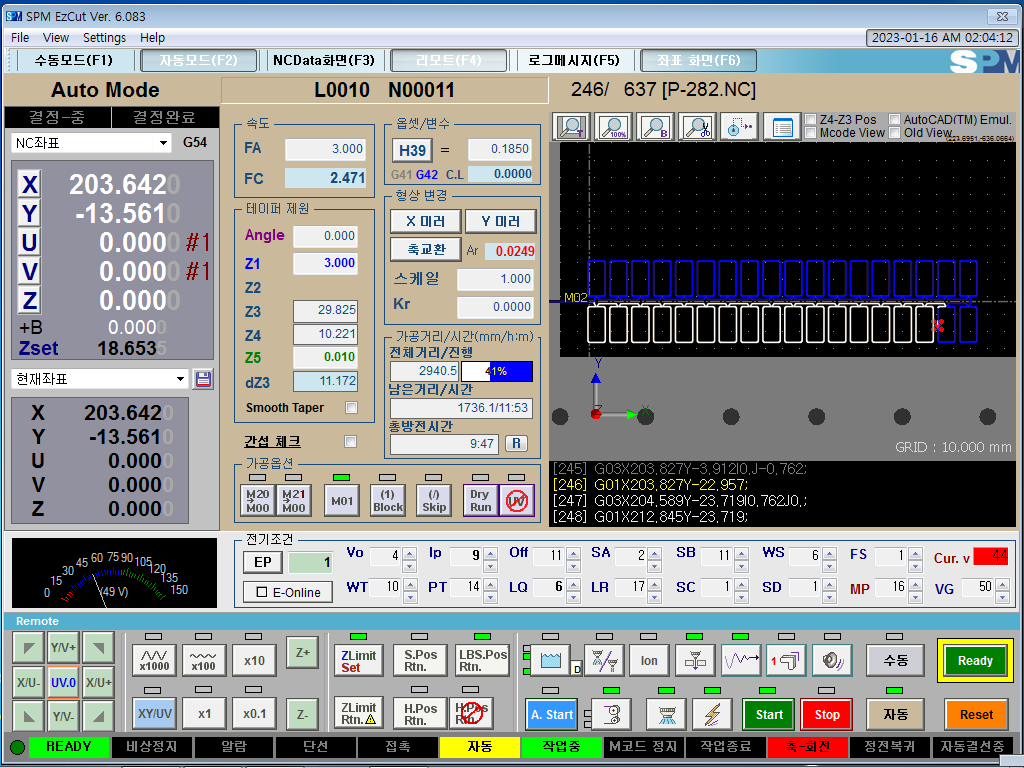 SPM EzCut Ver. 6.083
File View Settings Help
2023-01-16 AM 02:04:12
수동모드(F1) 자동모드(F2) NCData화면(F3) 리모트(F4) 로그메시지(F5) 좌표 화면(F6)
SPM
Auto Mode
L0010 N00011
246/ 637 [P-282.NC]
결정-중 결정완료
NC좌표 G54
X 203.6420
Y -13.5610
U 0.0000 #1
V 0.0000 #1
Z 0.0000
+B 0.0000
Zset 18.6535
현재좌표
X 203.6420
Y -13.5610
U 0.0000
V 0.0000
Z 0.0000
속도
FA 3.000
FC 2.471
테이퍼 제원
Angle 0.000
Z1 3.000
Z2
Z3 29.825
Z4 10.221
Z5 0.010
dZ3 11.172
Smooth Taper
간섭 체크
옵셋/변수
H39 = 0.1850
G41 G42 C.L 0.0000
형상 변경
X 미러 Y 미러
축교환 Ar 0.0249
스케일 1.000
Kr 0.0000
가공거리/시간(mm/h:m)
전체거리/진행
2940.5 41%
남은거리/시간
1736.1/11:53
총방전시간
9:47 R
가공옵션
M20 M00
M21 M00
M01
(1) Block
(/) Skip
Dry Run
UV
T 100% B
Z4-Z3 Pos AutoCAD(TM) Emul.
Mcode View Old View
M02
Y
X
Z
GRID : 10.000 mm
[245] G03X203.827Y-3.912I0.J-0.762;
[246] G01X203.827Y-22.957;
[247] G03X204.589Y-23.719I0.762J0.;
[248] G01X212.845Y-23.719;
0 15 30 45 60 75 90 105 120 135 150
(49 V)
전기조건
EP 1
E-Online
Vo 4 Ip 9 Off 11 SA 2 SB 11 WS 6 FS 1 Cur. v 44
WT 10 PT 14 LQ 6 LR 17 SC 1 SD 1 MP 16 VG 50
Remote
Y/V+
X/U- UV.0 X/U+
Y/V-
x1000 x100 x10 Z+
XY/UV x1 x0.1 Z-
ZLimit Set
S.Pos Rtn.
LBS.Pos Rtn.
ZLimit Rtn.
H.Pos Rtn.
H.Pos Rtn.
D Ion 1 수동 Ready
A. Start Start Stop 자동 Reset
READY 비상정지 알람 단선 접촉 자동 작업중 M코드 정지 작업종료 축-회전 정전복귀 자동결선중